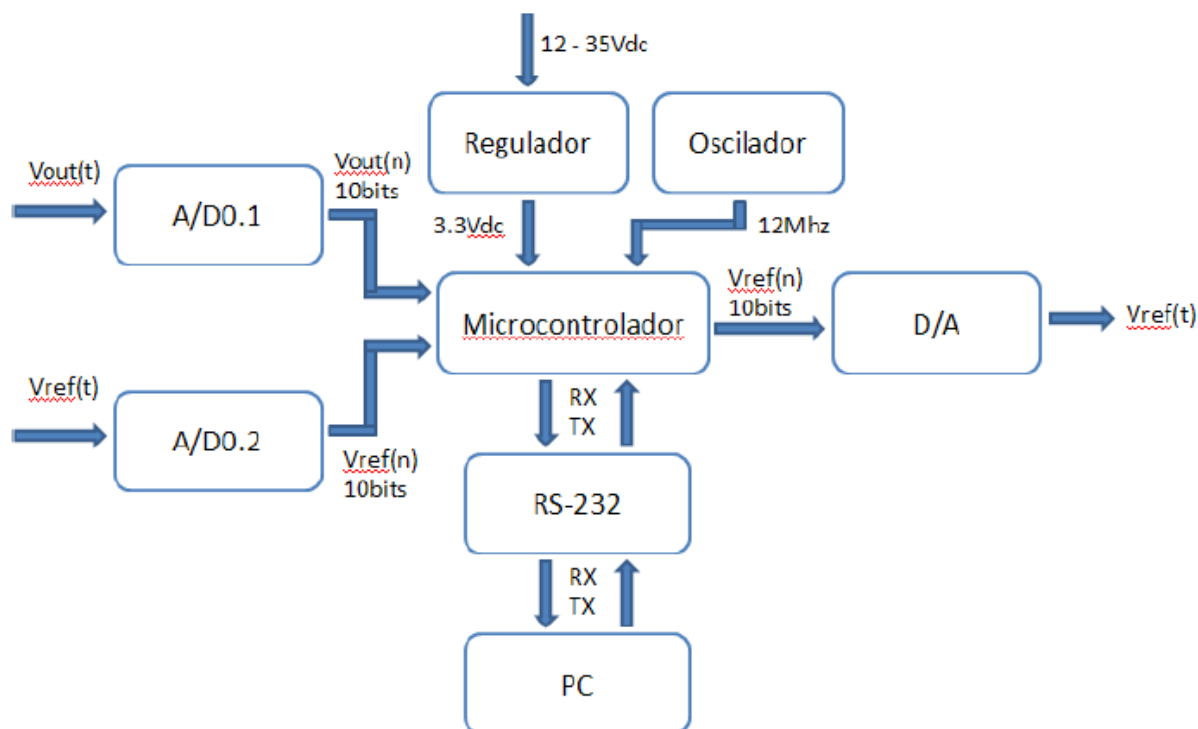 12 - 35Vdc
Regulador
Oscilador
Vout(t)
A/D0.1
Vout(n)
10bits
3.3Vdc
12Mhz
Microcontrolador
Vref(n)
10bits
D/A
Vref(t)
Vref(t)
A/D0.2
Vref(n)
10bits
RX
TX
RS-232
RX
TX
PC